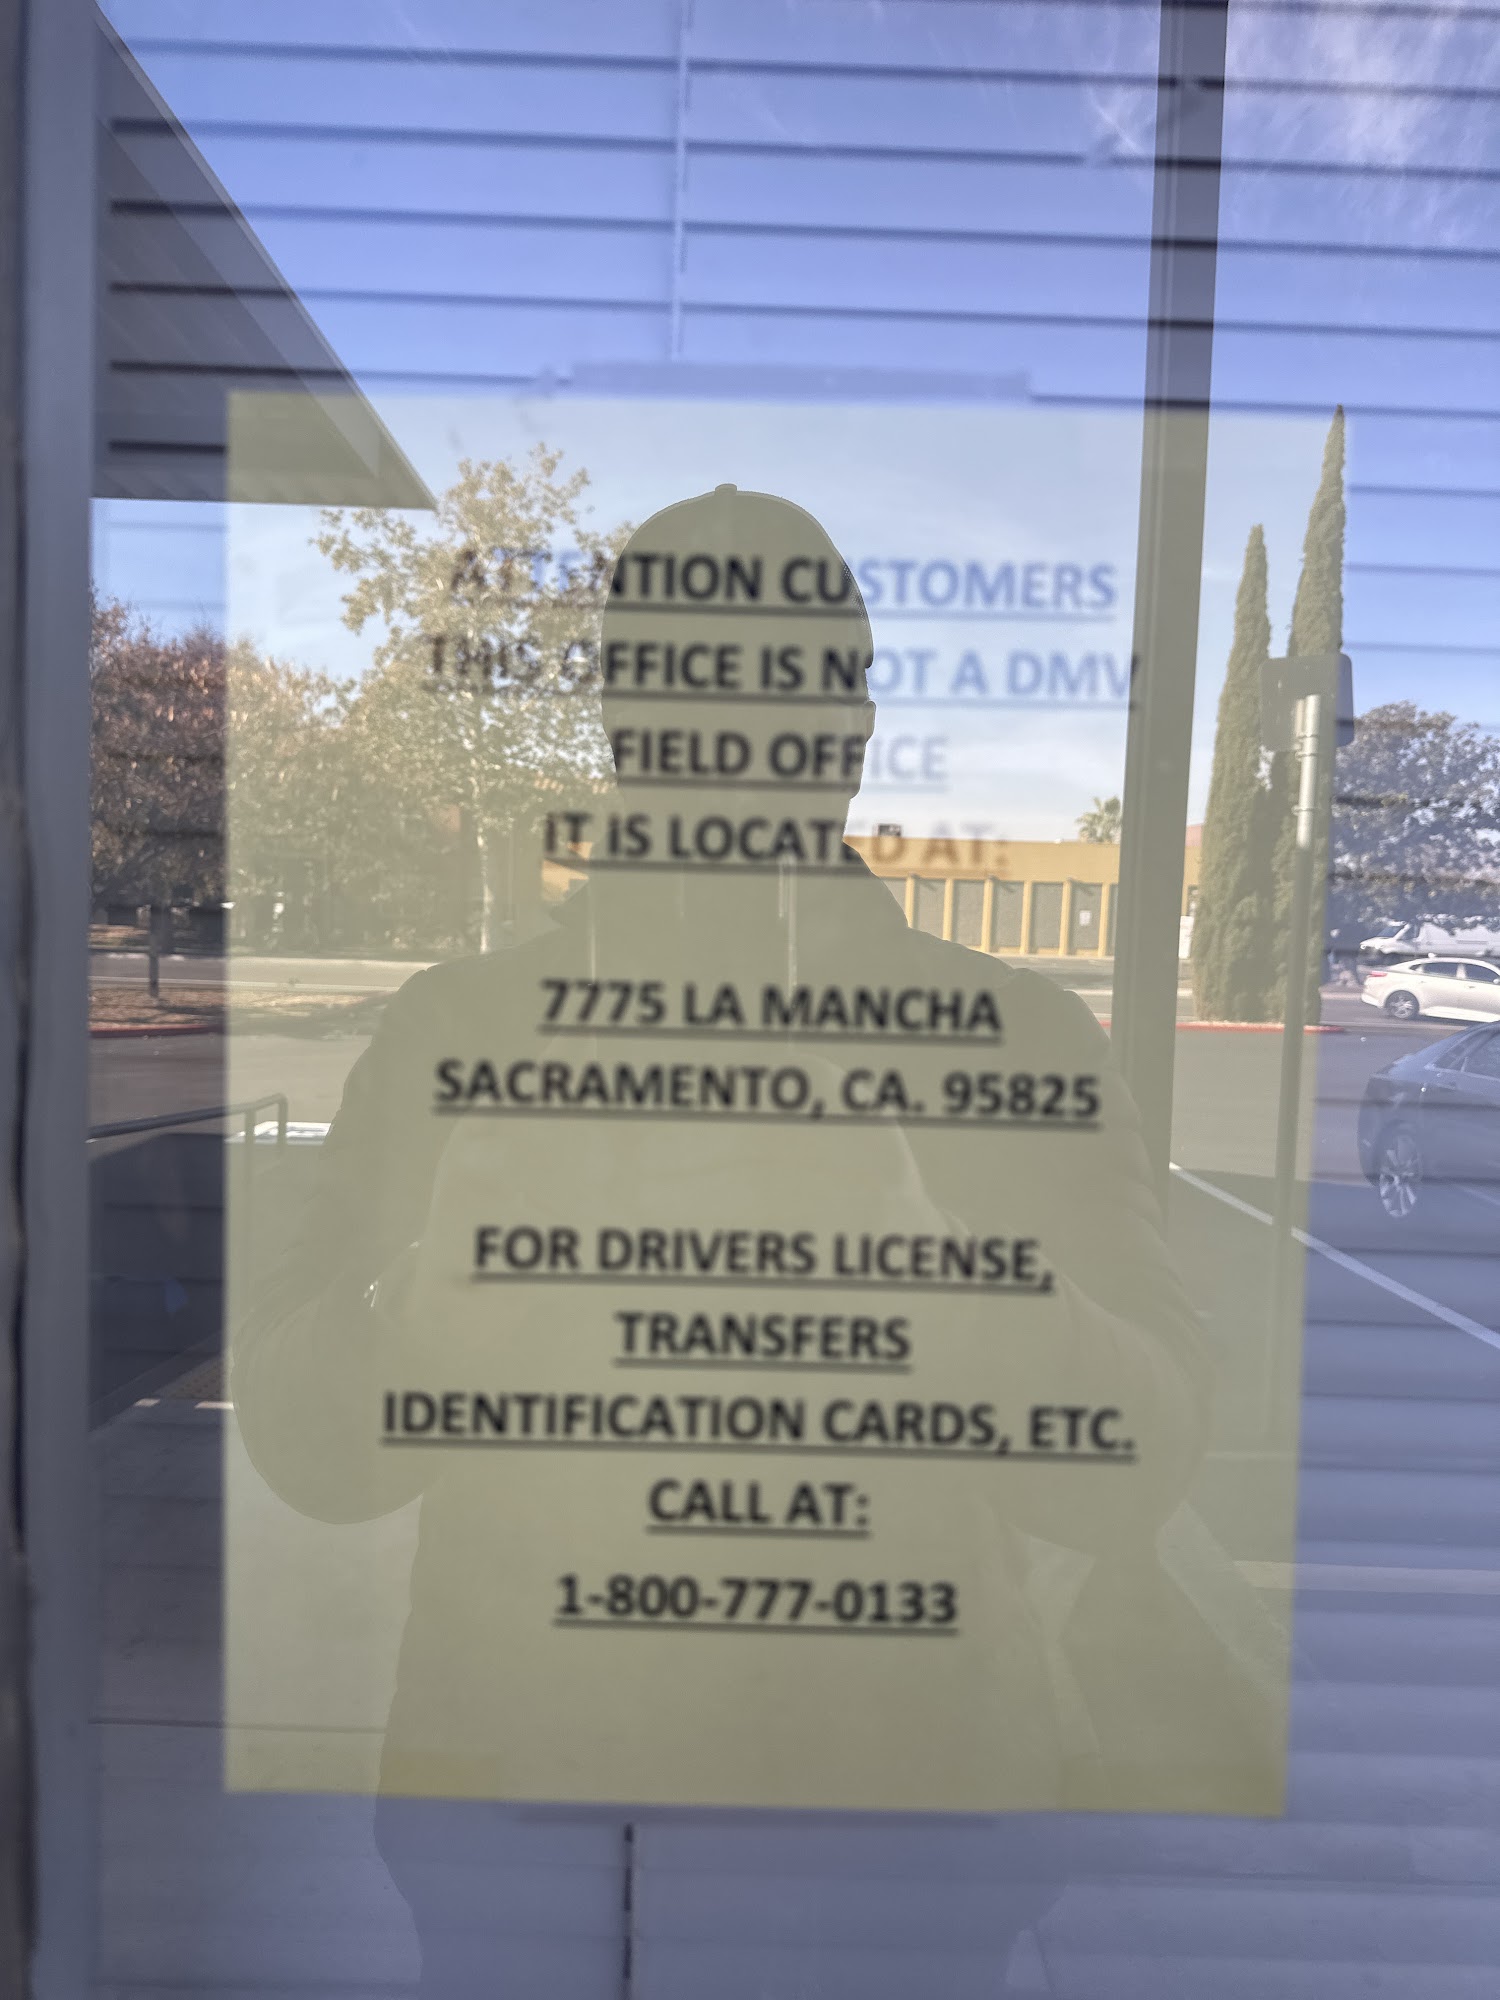 ATTENTION CUSTOMERS
THIS OFFICE IS NOT A DMV
FIELD OFFICE
IT IS LOCATED AT:
7775 LA MANCHA
SACRAMENTO, CA. 95825
FOR DRIVERS LICENSE,
TRANSFERS
IDENTIFICATION CARDS, ETC.
CALL AT:
1-800-777-0133